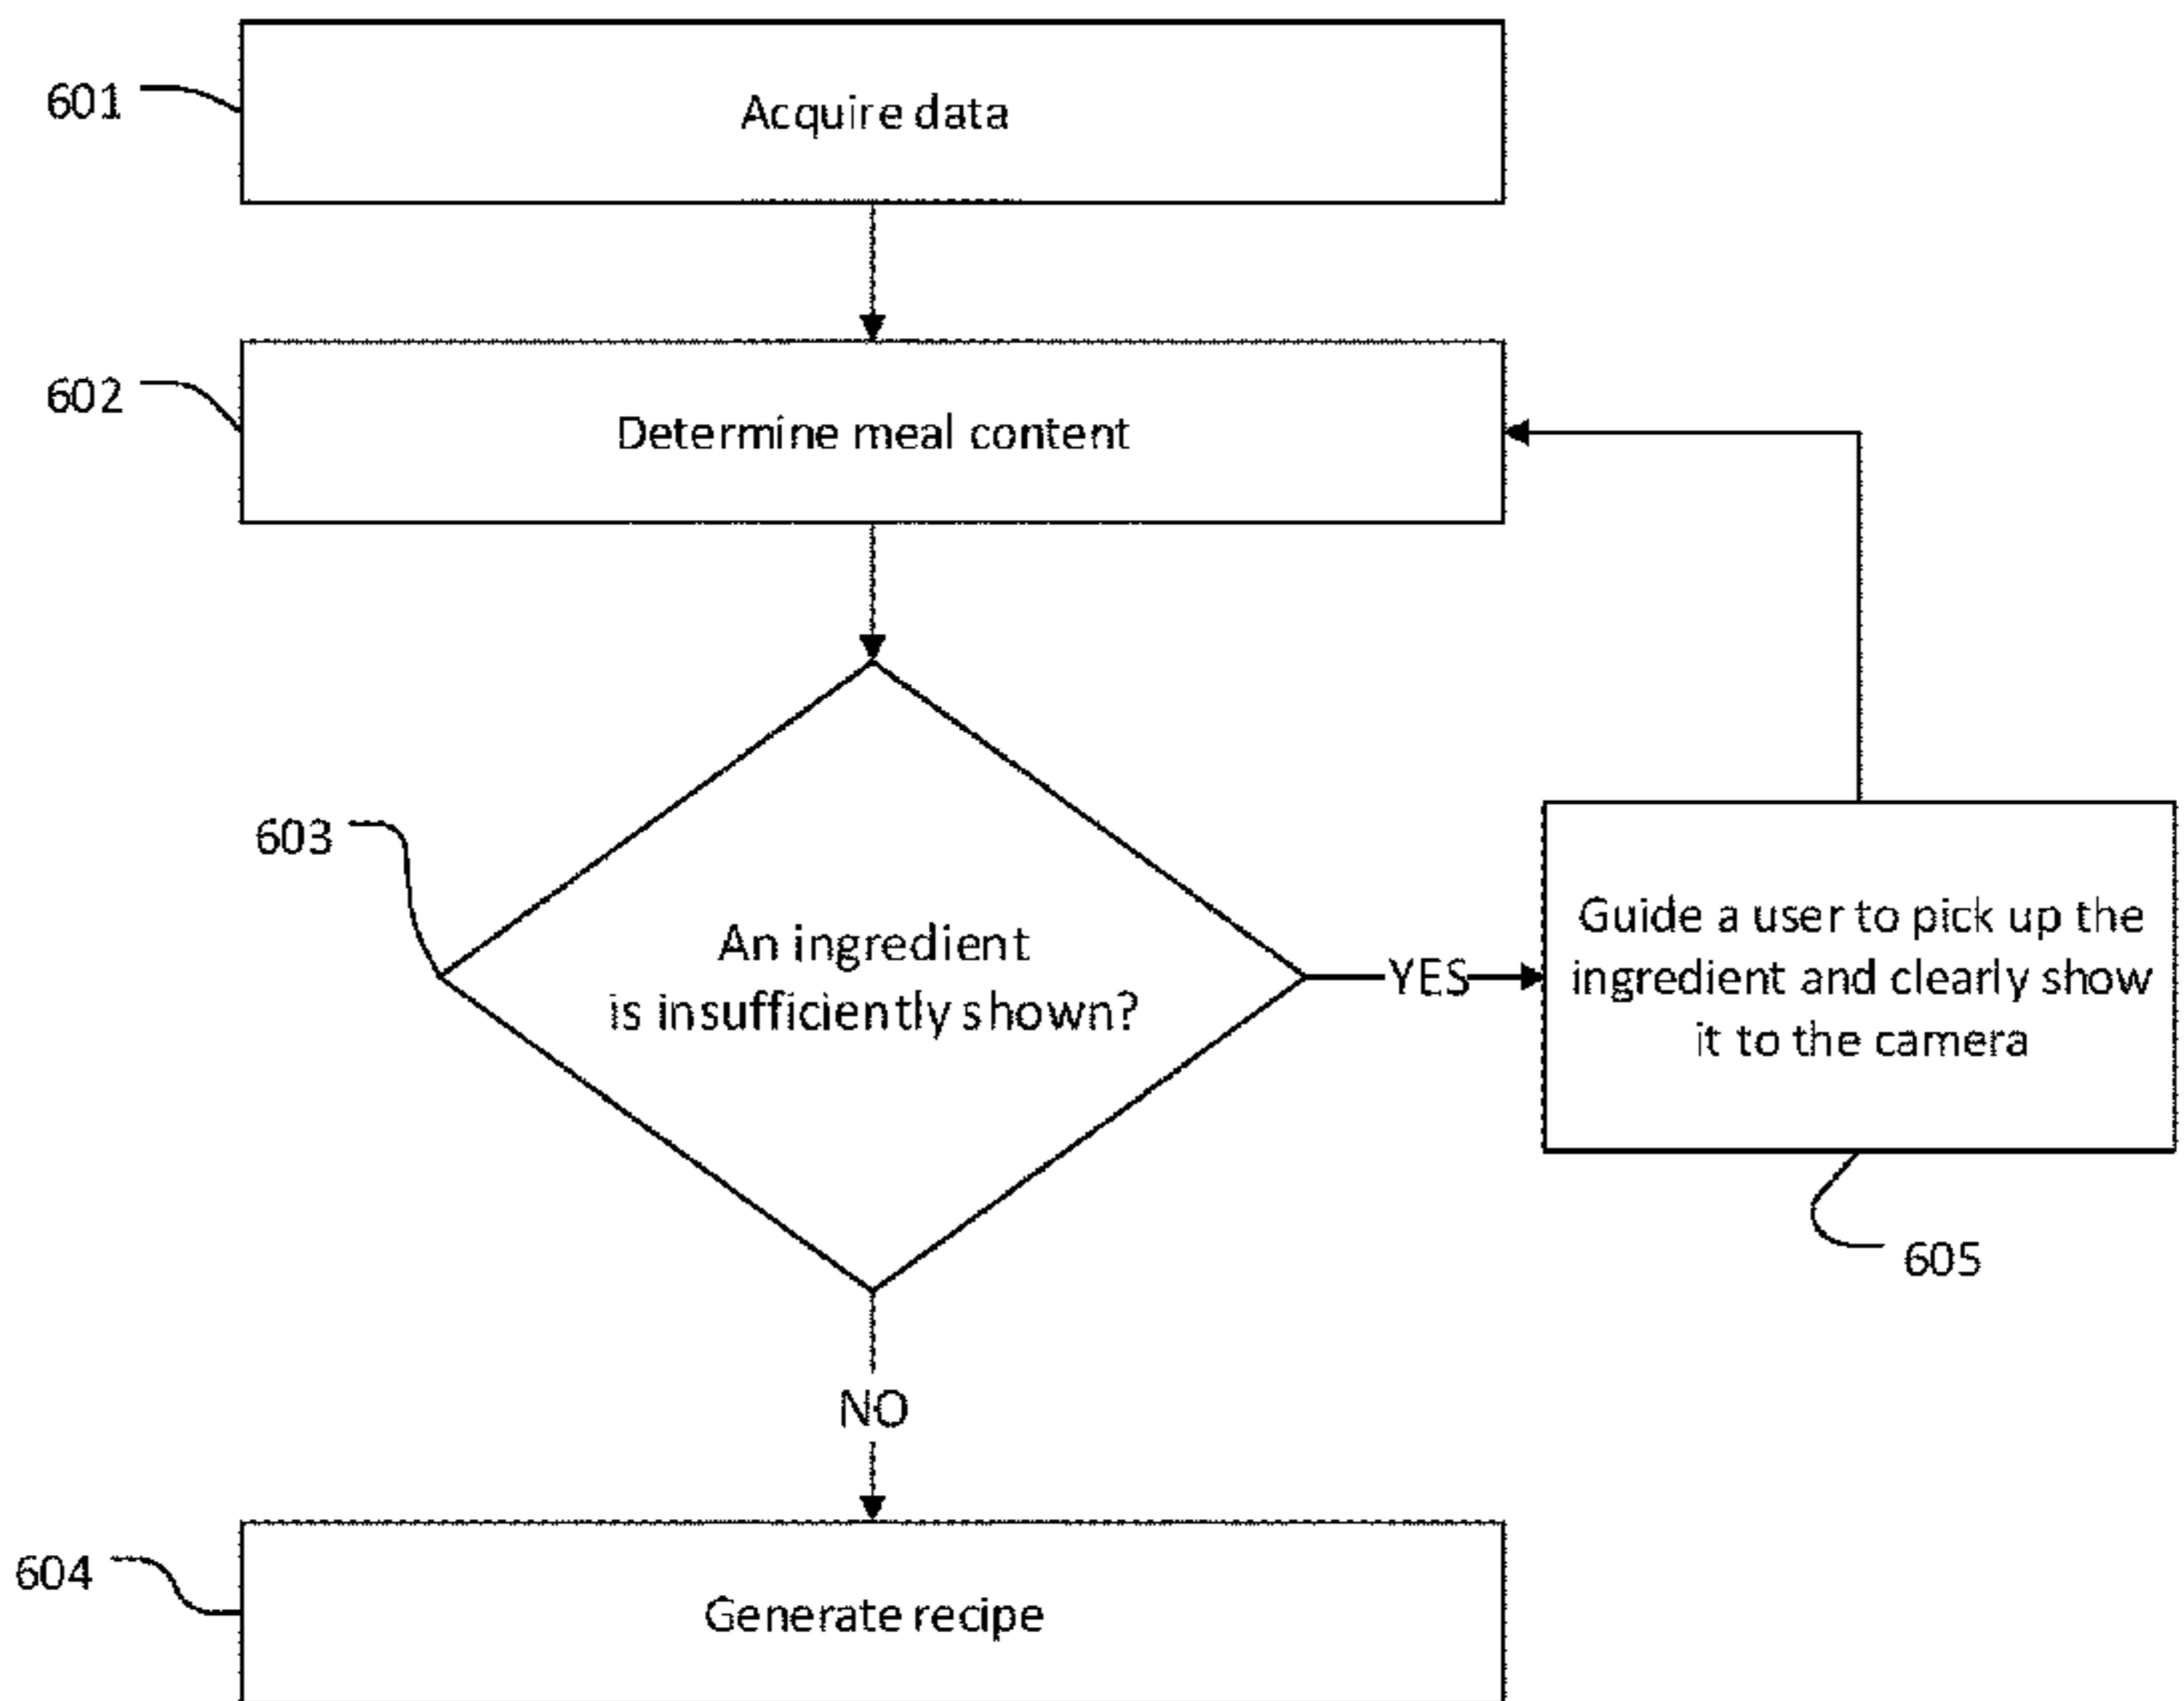 601
Acquire data
602
Determine meal content
603
An ingredient
is insufficiently shown?
YES
Guide a user to pick up the
ingredient and clearly show
it to the camera
605
NO
604
Generate recipe